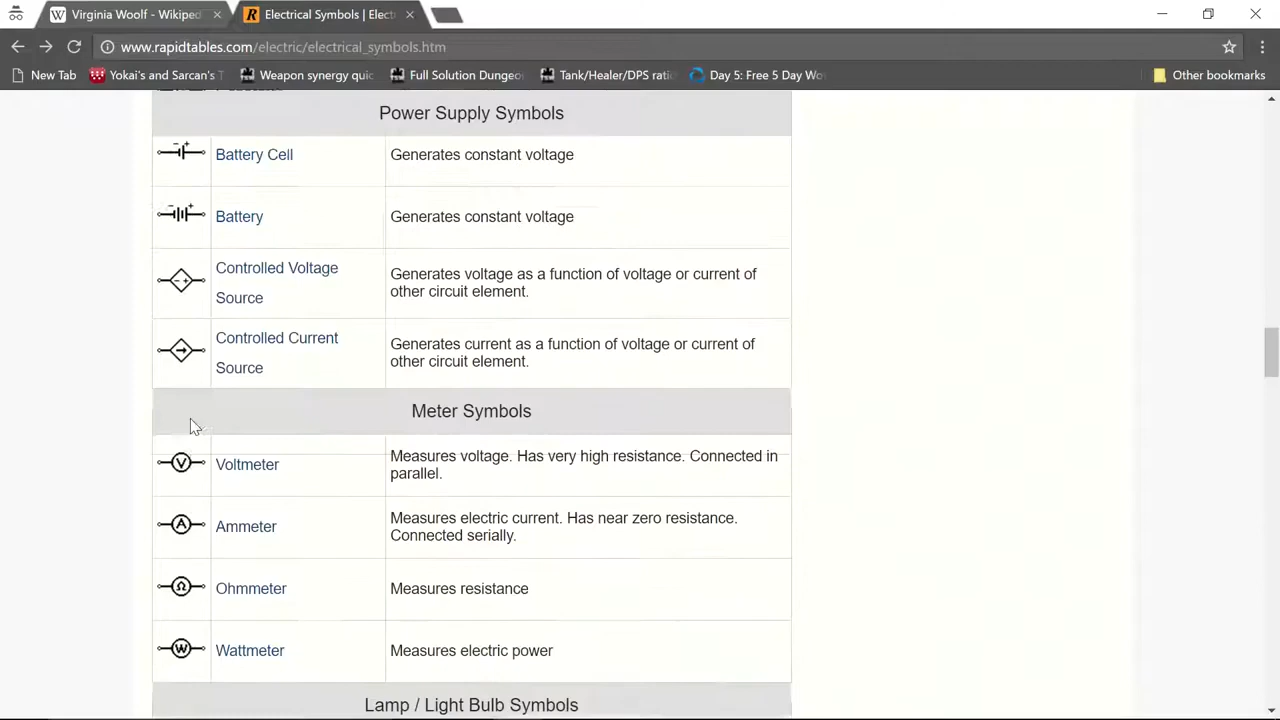 Virginia Woolf - Wikiped
Electrical Symbols | Elect
www.rapidtables.com/electric/electrical_symbols.htm
New Tab
Yokai's and Sarcan's T
Weapon synergy quic
Full Solution Dungeo
Tank/Healer/DPS ratio
Day 5: Free 5 Day Wo
Other bookmarks
Power Supply Symbols
Battery Cell
Generates constant voltage
Battery
Generates constant voltage
Controlled Voltage
Source
Generates voltage as a function of voltage or current of
other circuit element.
Controlled Current
Source
Generates current as a function of voltage or current of
other circuit element.
Meter Symbols
V
Voltmeter
Measures voltage. Has very high resistance. Connected in
parallel.
A
Ammeter
Measures electric current. Has near zero resistance.
Connected serially.
Ω
Ohmmeter
Measures resistance
W
Wattmeter
Measures electric power
Lamp / Light Bulb Symbols